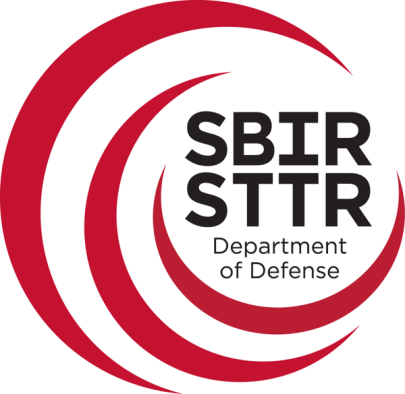 SBIR
STTR
Department
of Defense